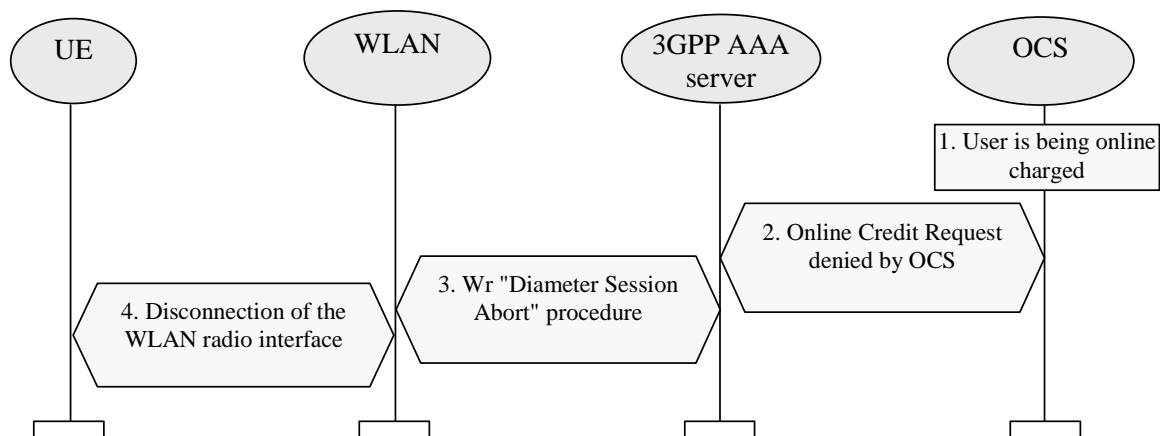 UE
WLAN
3GPP AAA
server
OCS
1. User is being online
charged
2. Online Credit Request
denied by OCS
3. Wr "Diameter Session
Abort" procedure
4. Disconnection of the
WLAN radio interface